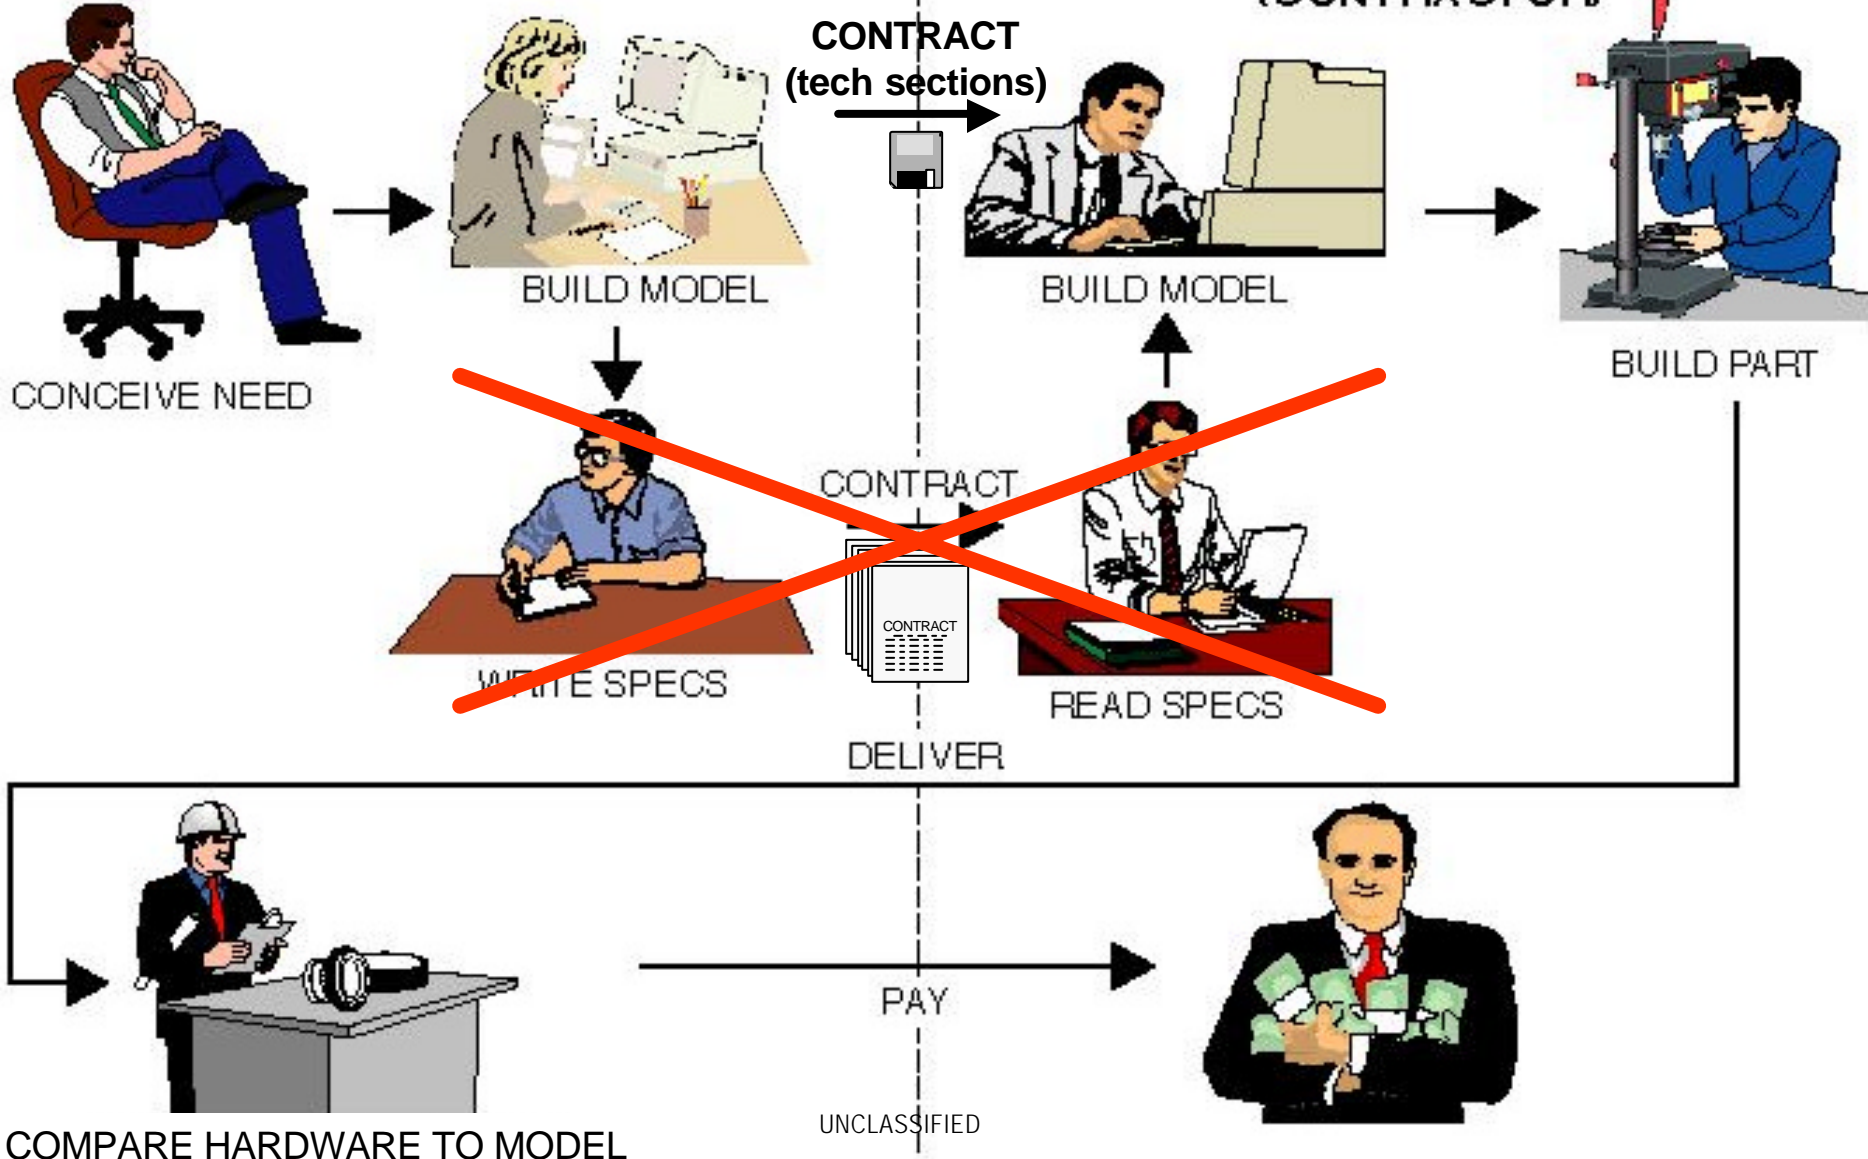 CONTRACT
(tech sections)
BUILD MODEL
BUILD MODEL
BUILD PART
CONCEIVE NEED
CONTRACT
CONTRACT
WRITE SPECS
READ SPECS
DELIVER
PAY
UNCLASSIFIED
COMPARE HARDWARE TO MODEL